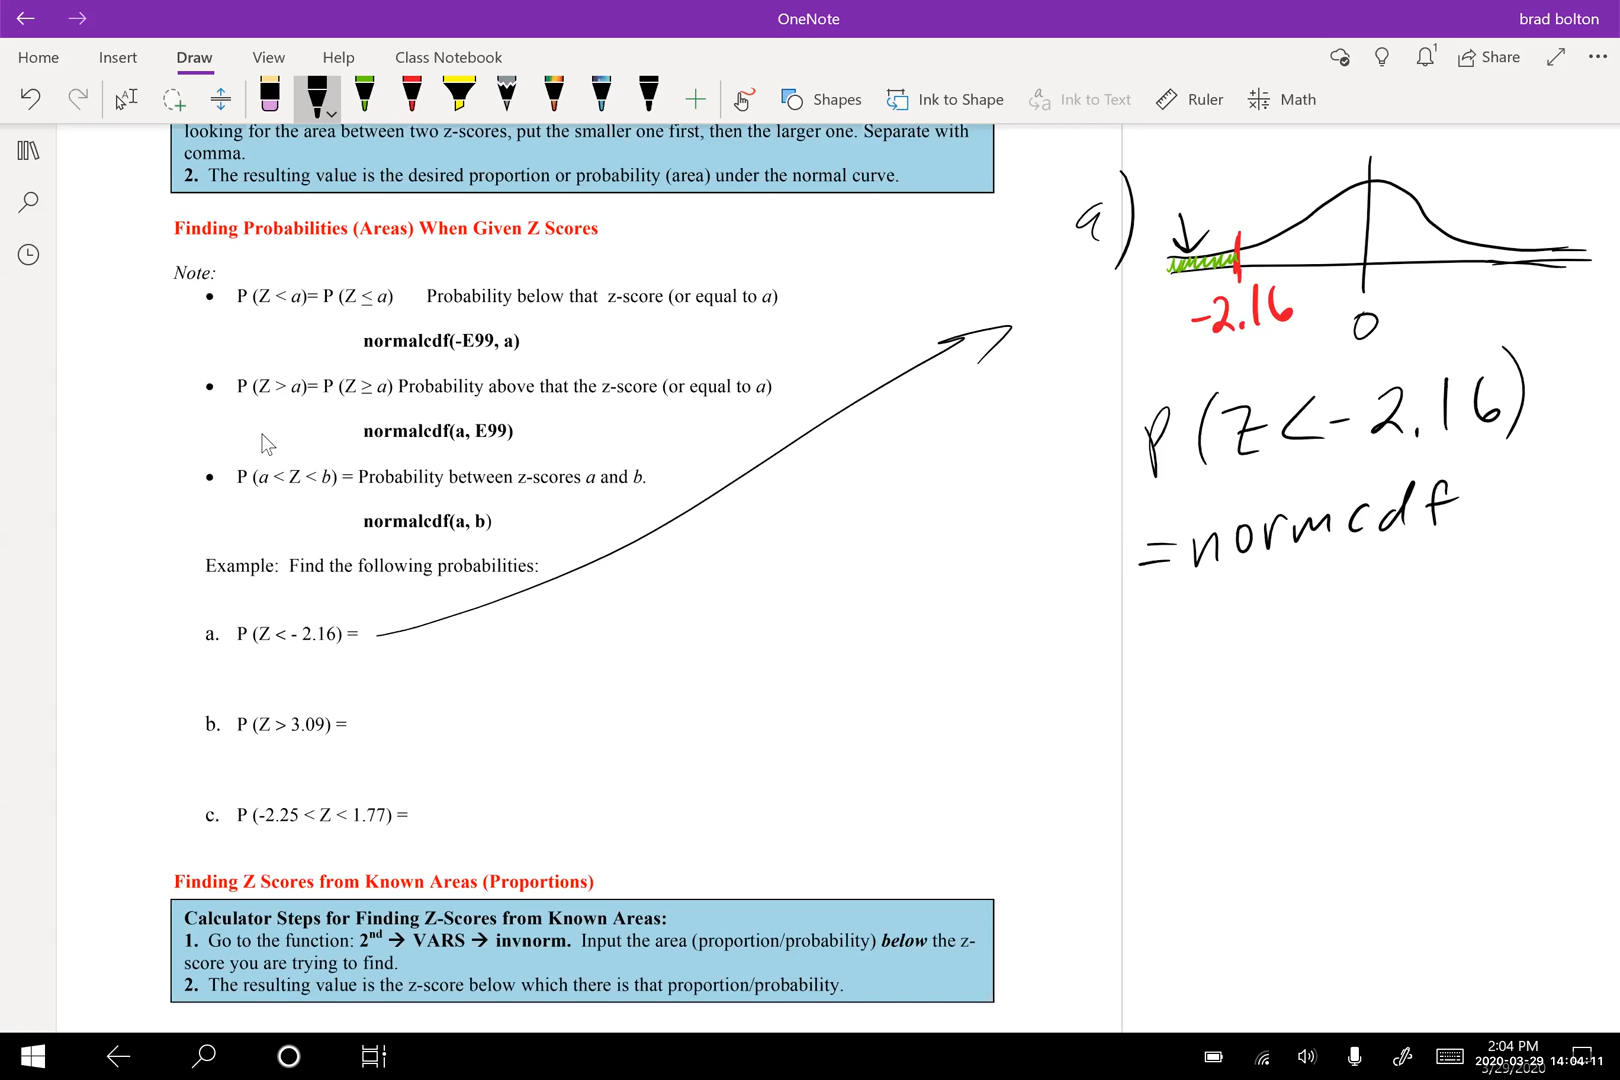 OneNote
brad bolton
Home Insert Draw View Help Class Notebook
1 Share
Shapes Ink to Shape Ink to Text Ruler Math
looking for the area between two z-scores, put the smaller one first, then the larger one. Separate with
comma.
2. The resulting value is the desired proportion or probability (area) under the normal curve.
Finding Probabilities (Areas) When Given Z Scores
Note:
• P (Z < a)= P (Z ≤ a) Probability below that z-score (or equal to a)
normalcdf(-E99, a)
• P (Z > a)= P (Z ≥ a) Probability above that the z-score (or equal to a)
normalcdf(a, E99)
• P (a < Z < b) = Probability between z-scores a and b.
normalcdf(a, b)
Example: Find the following probabilities:
a. P (Z < - 2.16) =
b. P (Z > 3.09) =
c. P (-2.25 < Z < 1.77) =
Finding Z Scores from Known Areas (Proportions)
Calculator Steps for Finding Z-Scores from Known Areas:
1. Go to the function: 2nd → VARS → invnorm. Input the area (proportion/probability) below the z-
score you are trying to find.
2. The resulting value is the z-score below which there is that proportion/probability.
a)
-2.16
0
P (Z < -2.16)
= normcdf
2:04 PM
2020-03-29 14:04:11
3/29/2020